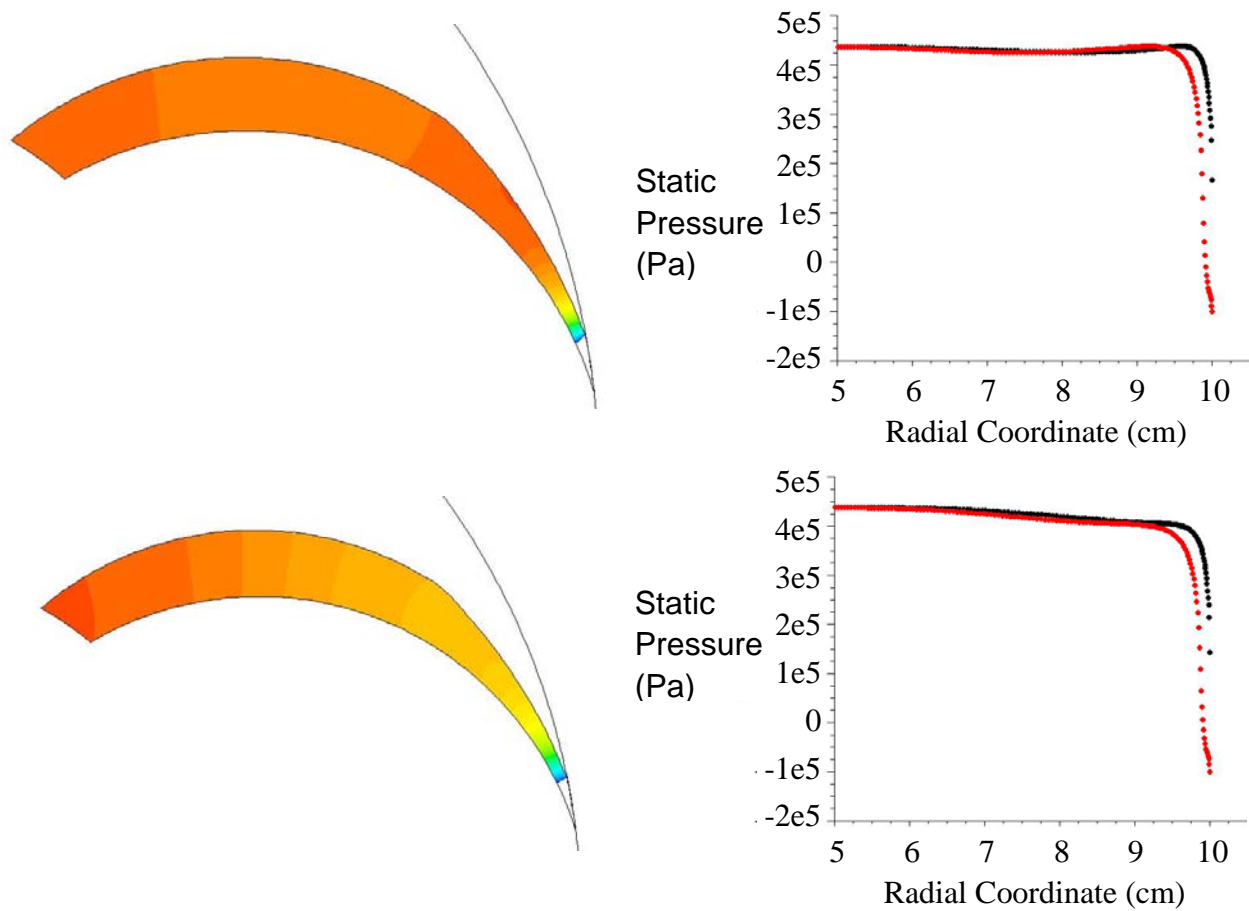 5e5
4e5
3e5
2e5
1e5
0
-1e5
-2e5
Static
Pressure
(Pa)
5 6 7 8 9 10
Radial Coordinate (cm)
5e5
4e5
3e5
2e5
1e5
0
-1e5
-2e5
Static
Pressure
(Pa)
5 6 7 8 9 10
Radial Coordinate (cm)